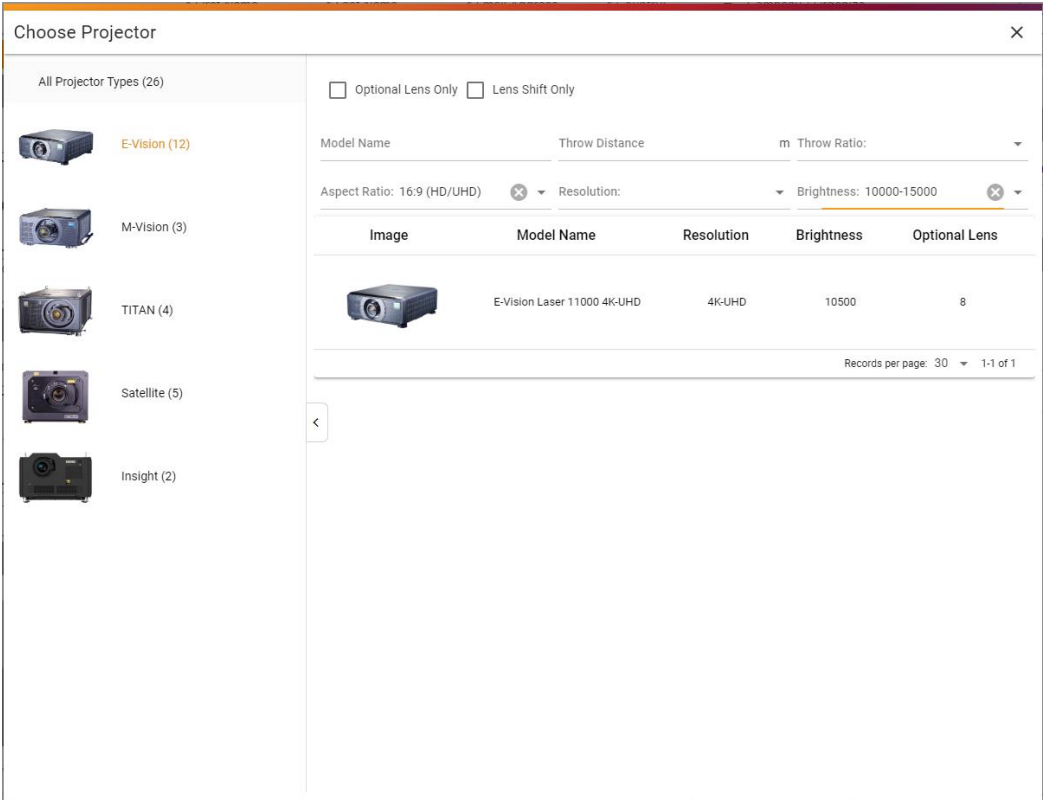 Choose Projector
All Projector Types (26)
E-Vision (12)
M-Vision (3)
TITAN (4)
Satellite (5)
Insight (2)
Optional Lens Only Lens Shift Only
Model Name Throw Distance m Throw Ratio:
Aspect Ratio: 16:9 (HD/UHD) Resolution: Brightness: 10000-15000
Image Model Name Resolution Brightness Optional Lens
E-Vision Laser 11000 4K-UHD 4K-UHD 10500 8
Records per page: 30 1-1 of 1